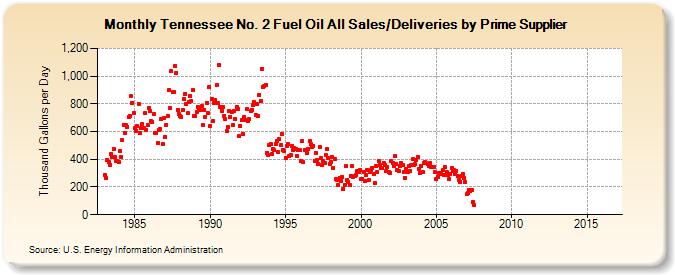 Monthly Tennessee No. 2 Fuel Oil All Sales/Deliveries by Prime Supplier
Thousand Gallons per Day
1,200
1,000
800
600
400
200
0
1985 1990 1995 2000 2005 2010 2015
Source: U.S. Energy Information Administration